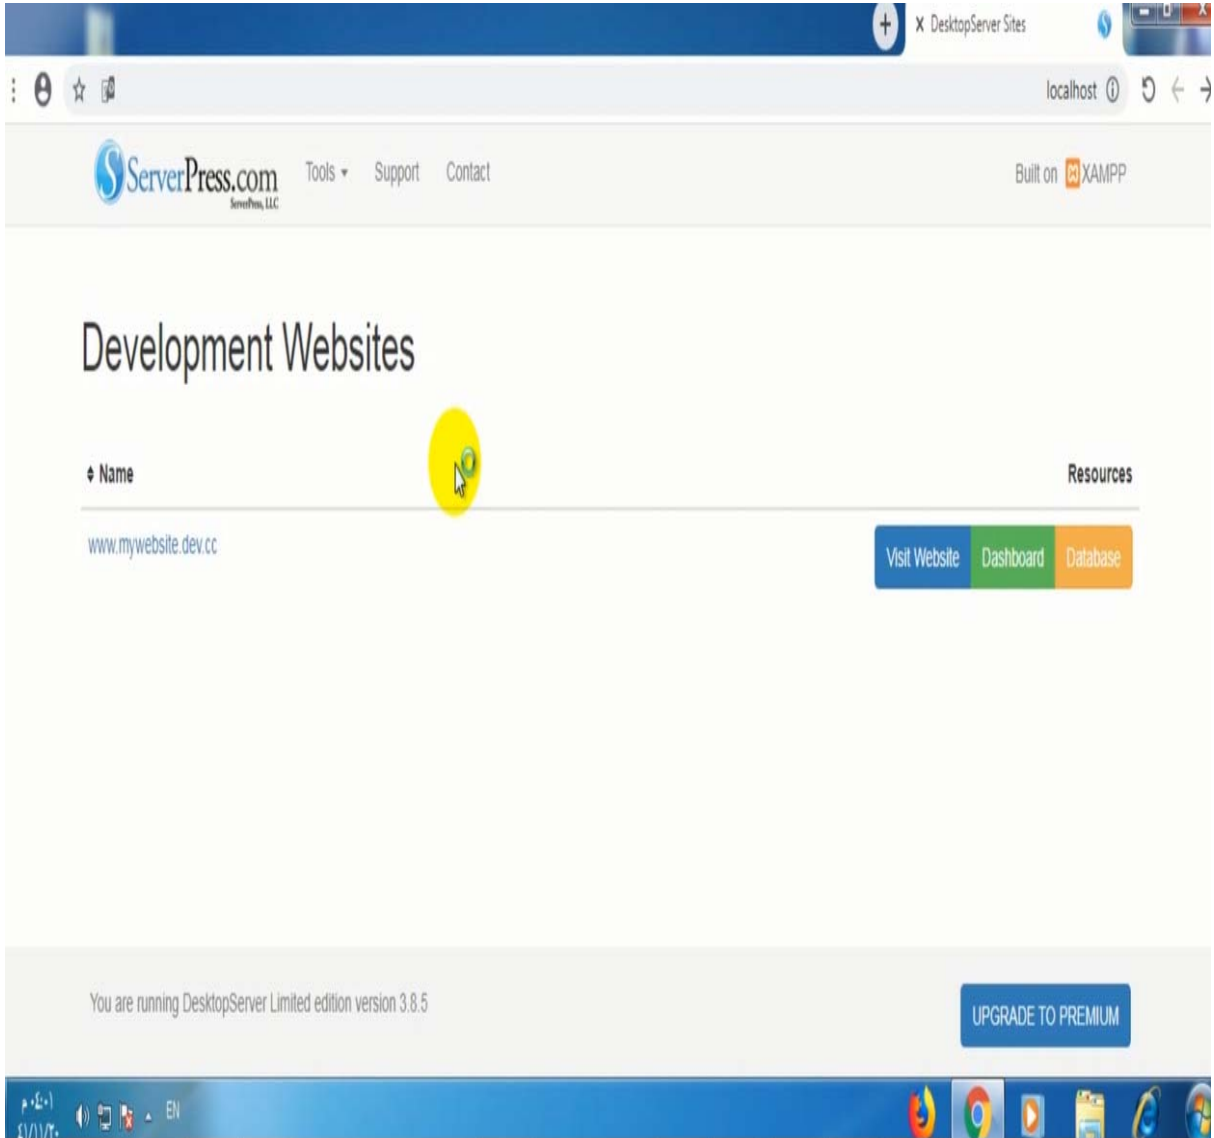 DesktopServer Sites
localhost
ServerPress.com
ServerPress, LLC
Tools
Support
Contact
Built on XAMPP
Development Websites
Name
Resources
www.mywebsite.dev.cc
Visit Website
Dashboard
Database
You are running DesktopServer Limited edition version 3.8.5
UPGRADE TO PREMIUM
EN